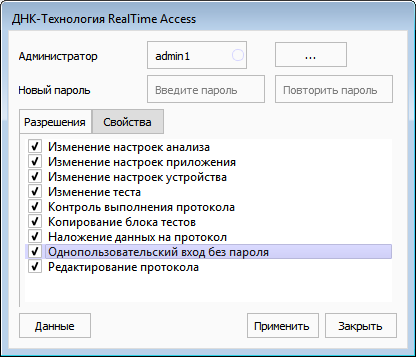 ДНК-Технология RealTime Access
Администратор admin1 ...
Новый пароль Введите пароль Повторить пароль
Разрешения Свойства
Изменение настроек анализа
Изменение настроек приложения
Изменение настроек устройства
Изменение теста
Контроль выполнения протокола
Копирование блока тестов
Наложение данных на протокол
Однопользовательский вход без пароля
Редактирование протокола
Данные Применить Закрыть